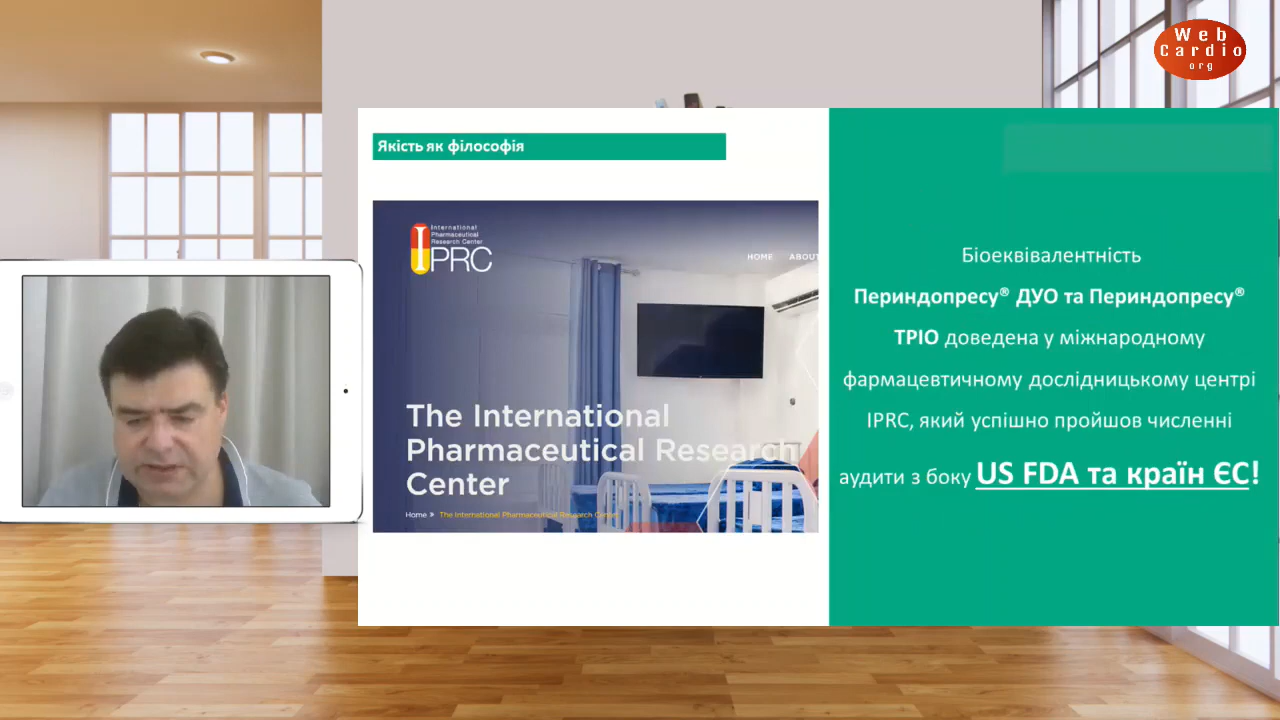 Web
Cardio
org
Якість як філософія
International
Pharmaceutical
Research Center
IPRC
HOME ABOUT
The International
Pharmaceutical Research
Center
Home » The International Pharmaceutical Research Center
Біоеквівалентність
Периндопресу® ДУО та Периндопресу®
ТРІО доведена у міжнародному
фармацевтичному дослідницькому центрі
IPRC, який успішно пройшов численні
аудити з боку US FDA та країн ЄС!